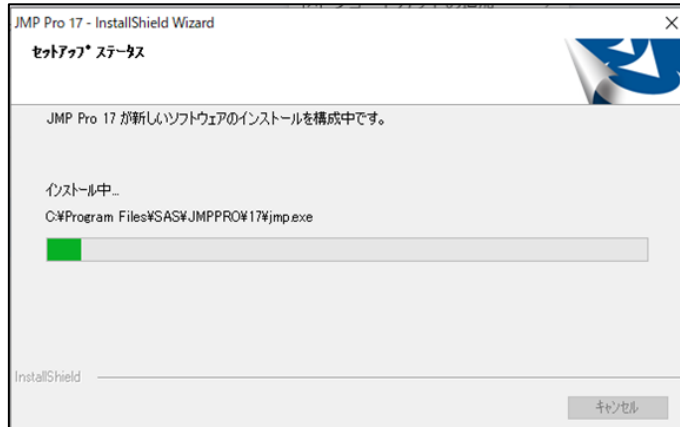 JMP Pro 17 - InstallShield Wizard
セットアップ ステータス
JMP Pro 17 が新しいソフトウェアのインストールを構成中です。
インストール中...
C:¥Program Files¥SAS¥JMPPRO¥17¥jmp.exe
InstallShield
キャンセル